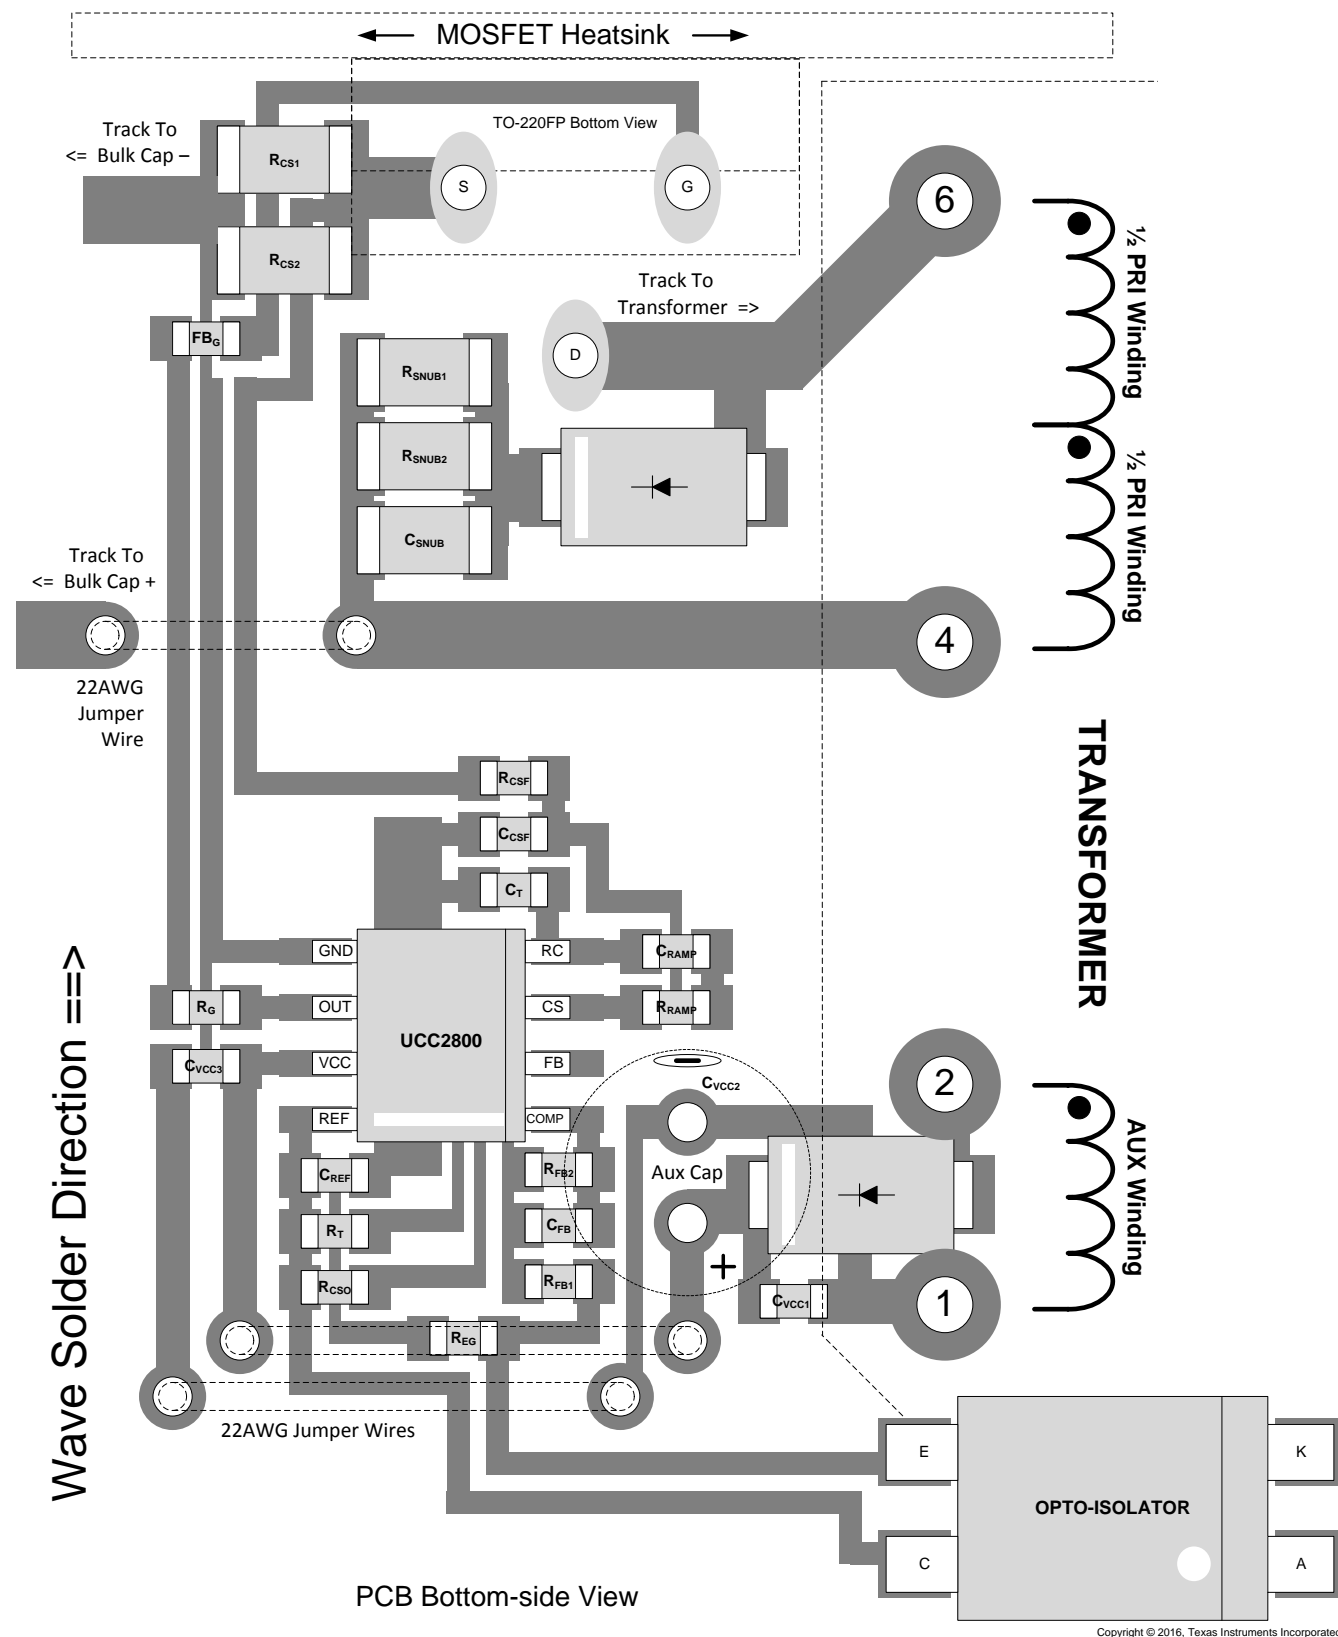 MOSFET Heatsink
Track To
<= Bulk Cap –
TO-220FP Bottom View
RCS1
S
G
6
½ PRI Winding
RCS2
Track To
Transformer =>
FBG
RSNUB1
D
RSNUB2
½ PRI Winding
CSNUB
Track To
<= Bulk Cap +
4
22AWG
Jumper
Wire
TRANSFORMER
RCSF
CCSF
CT
GND
RC
CRAMP
RG
OUT
CS
RRAMP
UCC2800
CVCC3
VCC
FB
CVCC2
2
REF
COMP
AUX Winding
CREF
RFB2
Aux Cap
RT
CFB
+
RCSO
RFB1
CVCC1
1
REG
22AWG Jumper Wires
Wave Solder Direction ==>
E
K
OPTO-ISOLATOR
C
A
PCB Bottom-side View
Copyright © 2016, Texas Instruments Incorporated